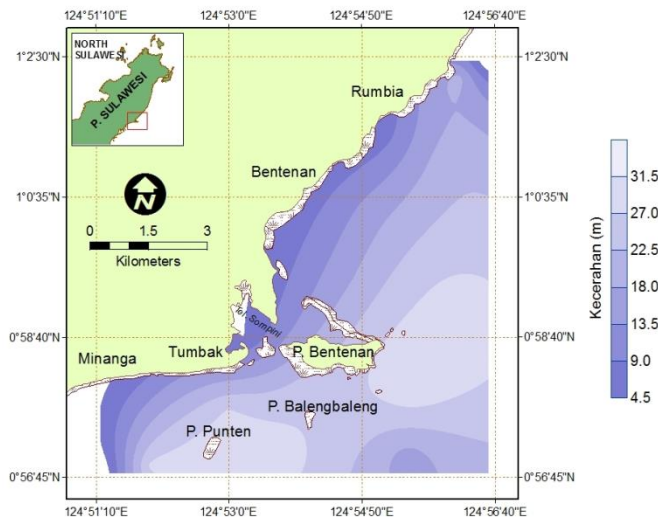 124°51'10"E 124°53'0"E 124°54'50"E 124°56'40"E
NORTH
SULAWESI
P. SULAWESI
1°2'30"N
1°2'30"N
Rumbia
Bentenan
1°0'35"N
1°0'35"N
N
0 1.5 3
Kilometers
Kecerahan (m)
31.5
27.0
22.5
18.0
13.5
9.0
4.5
Tel. Sompini
0°58'40"N
0°58'40"N
Minanga
Tumbak
P. Bentenan
P. Balengbaleng
P. Punten
0°56'45"N
0°56'45"N
124°51'10"E 124°53'0"E 124°54'50"E 124°56'40"E